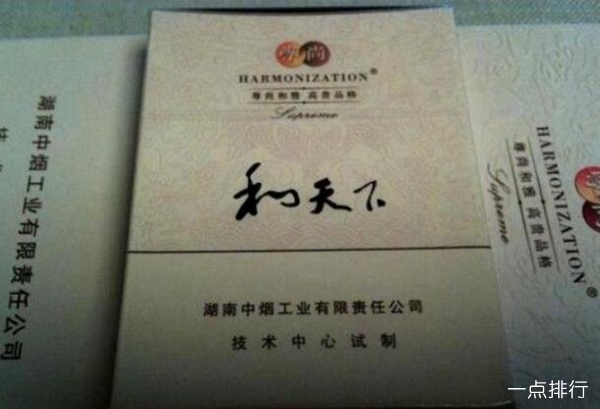 湖南中烟工业有限责任公司
尚
HARMONIZATION®
尊尚和雅 高贵品格
Supreme
和天下
湖南中烟工业有限责任公司
技术中心试制
HARMONIZATION®
尊尚和雅 高贵品格
Supreme
一点排行